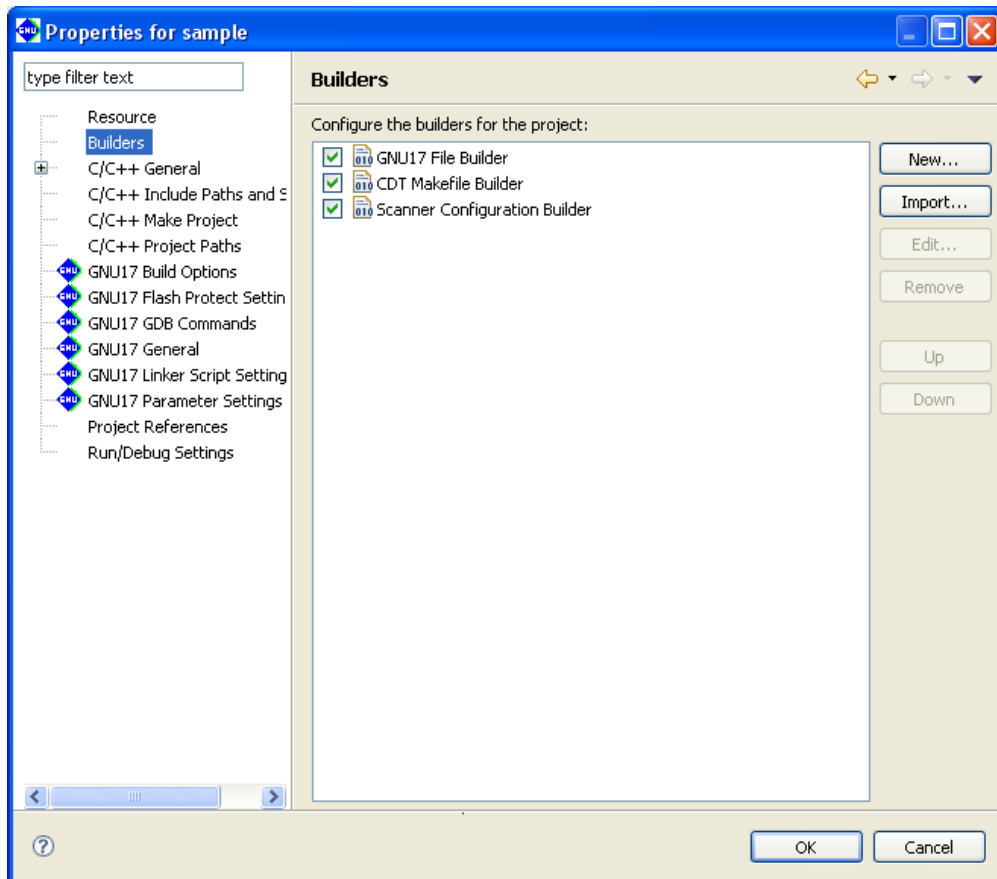 Properties for sample
type filter text
Resource
Builders
C/C++ General
C/C++ Include Paths and S
C/C++ Make Project
C/C++ Project Paths
GNU17 Build Options
GNU17 Flash Protect Settin
GNU17 GDB Commands
GNU17 General
GNU17 Linker Script Setting
GNU17 Parameter Settings
Project References
Run/Debug Settings
Builders
Configure the builders for the project:
GNU17 File Builder
CDT Makefile Builder
Scanner Configuration Builder
New...
Import...
Edit...
Remove
Up
Down
OK
Cancel